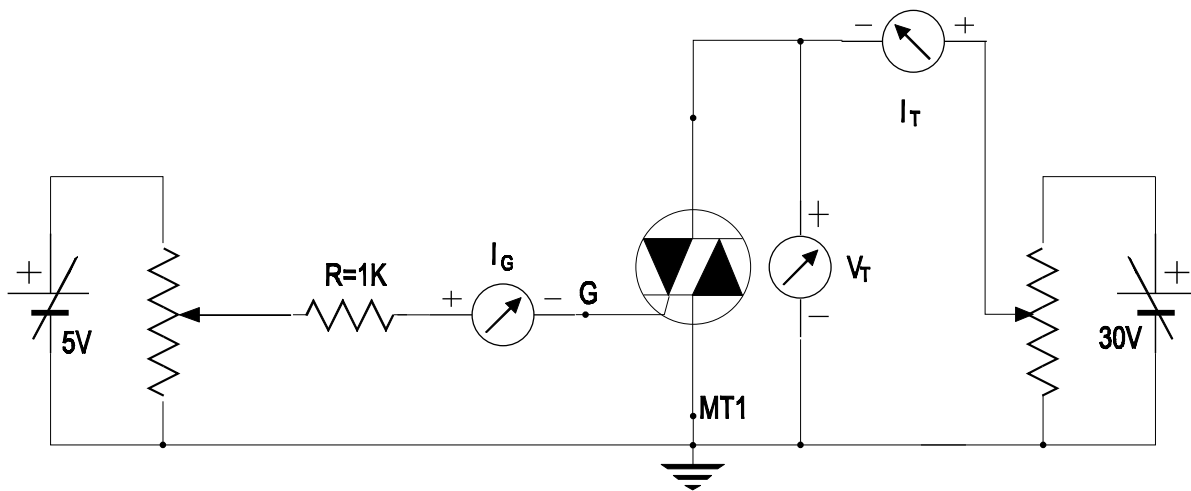 − +
I_T
+
+
I_G
R=1K
+ −
G
+
V_T
−
+
5V
30V
MT1